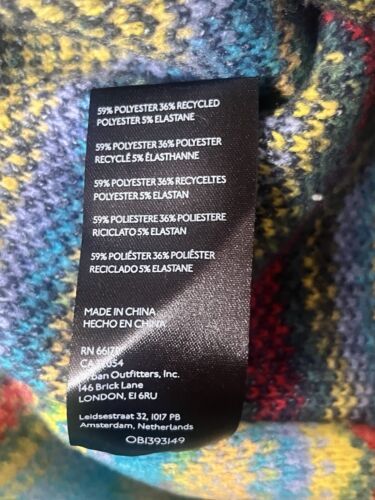 59% POLYESTER 36% RECYCLED
POLYESTER 5% ELASTANE
59% POLYESTER 36% POLYESTER
RECYCLÉ 5% ÉLASTHANNE
59% POLYESTER 36% RECYCELTES
POLYESTER 5% ELASTAN
59% POLIESTERE 36% POLIESTERE
RICICLATO 5% ELASTAN
59% POLIÉSTER 36% POLIÉSTER
RECICLADO 5% ELASTANE
MADE IN CHINA
HECHO EN CHINA
RN
CA
Urban Outfitters, Inc.
146 Brick Lane
LONDON, E1 6RU
Leidsestraat 32, 1017 PB
Amsterdam, Netherlands
OB1393149